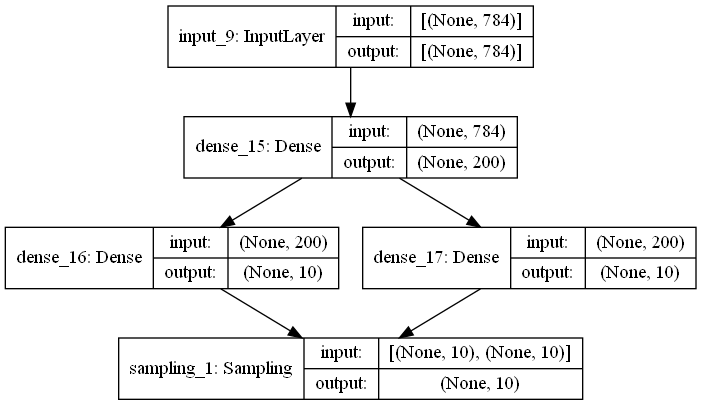 input_9: InputLayer
input: [(None, 784)]
output: [(None, 784)]
dense_15: Dense
input: (None, 784)
output: (None, 200)
dense_16: Dense
input: (None, 200)
output: (None, 10)
dense_17: Dense
input: (None, 200)
output: (None, 10)
sampling_1: Sampling
input: [(None, 10), (None, 10)]
output: (None, 10)